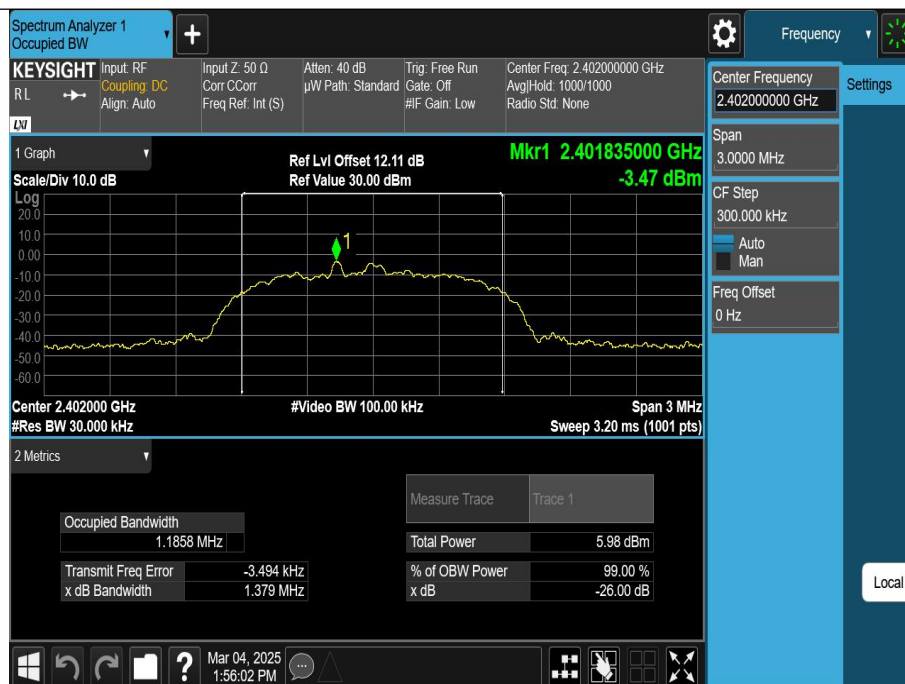 Spectrum Analyzer 1
Occupied BW
+
Frequency
KEYSIGHT
RL
LXI
Input: RF
Coupling: DC
Align: Auto
Input Z: 50 Ω
Corr CCorr
Freq Ref: Int (S)
Atten: 40 dB
µW Path: Standard
Trig: Free Run
Gate: Off
#IF Gain: Low
Center Freq: 2.402000000 GHz
Avg|Hold: 1000/1000
Radio Std: None
Center Frequency
2.402000000 GHz
Settings
Span
3.0000 MHz
CF Step
300.000 kHz
Auto
Man
Freq Offset
0 Hz
Local
1 Graph
Scale/Div 10.0 dB
Ref Lvl Offset 12.11 dB
Ref Value 30.00 dBm
Mkr1 2.401835000 GHz
-3.47 dBm
Log
20.0
10.0
0.00
-10.0
-20.0
-30.0
-40.0
-50.0
-60.0
1
Center 2.402000 GHz
#Res BW 30.000 kHz
#Video BW 100.00 kHz
Span 3 MHz
Sweep 3.20 ms (1001 pts)
2 Metrics
Measure Trace Trace 1
Occupied Bandwidth
1.1858 MHz
Total Power 5.98 dBm
Transmit Freq Error -3.494 kHz
% of OBW Power 99.00 %
x dB Bandwidth 1.379 MHz
x dB -26.00 dB
?
Mar 04, 2025
1:56:02 PM